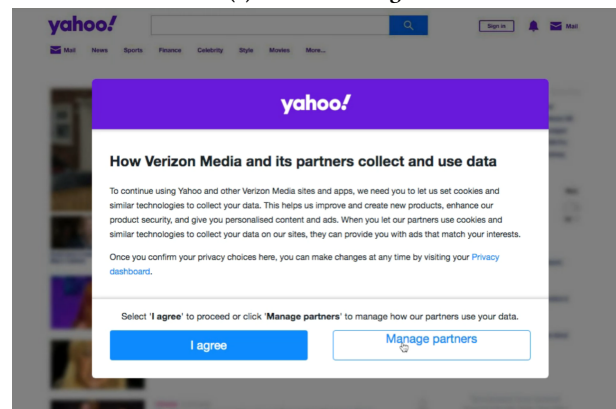 yahoo!
Sign in
Mail
Mail News Sports Finance Celebrity Style Movies More...
yahoo!
How Verizon Media and its partners collect and use data
To continue using Yahoo and other Verizon Media sites and apps, we need you to let us set cookies and
similar technologies to collect your data. This helps us improve and create new products, enhance our
product security, and give you personalised content and ads. When you let our partners use cookies and
similar technologies to collect your data on our sites, they can provide you with ads that match your interests.
Once you confirm your privacy choices here, you can make changes at any time by visiting your Privacy
dashboard.
Select 'I agree' to proceed or click 'Manage partners' to manage how our partners use your data.
I agree
Manage partners